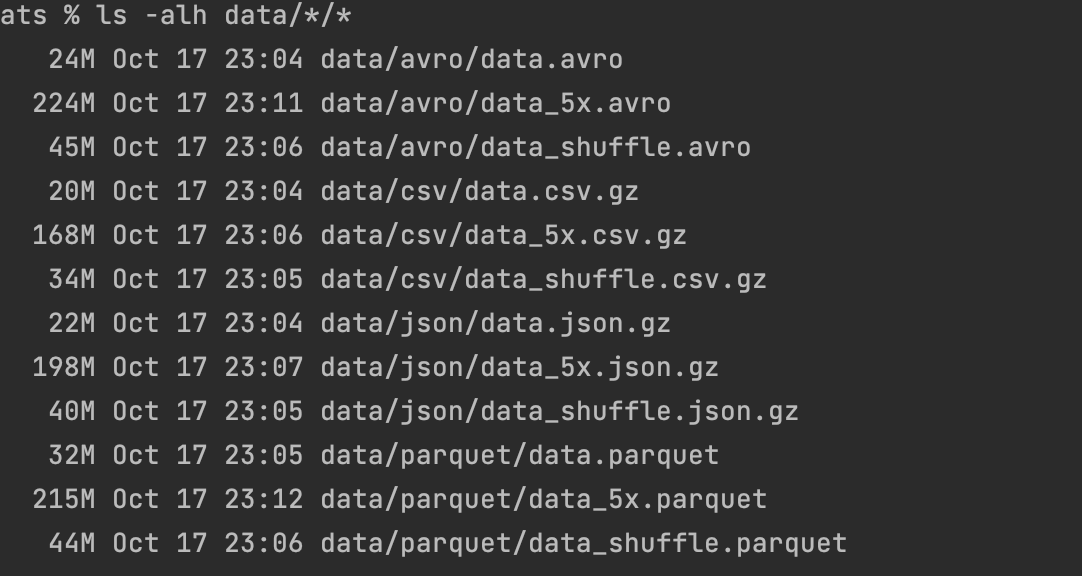 ats % ls -alh data/*/*
24M Oct 17 23:04 data/avro/data.avro
224M Oct 17 23:11 data/avro/data_5x.avro
45M Oct 17 23:06 data/avro/data_shuffle.avro
20M Oct 17 23:04 data/csv/data.csv.gz
168M Oct 17 23:06 data/csv/data_5x.csv.gz
34M Oct 17 23:05 data/csv/data_shuffle.csv.gz
22M Oct 17 23:04 data/json/data.json.gz
198M Oct 17 23:07 data/json/data_5x.json.gz
40M Oct 17 23:05 data/json/data_shuffle.json.gz
32M Oct 17 23:05 data/parquet/data.parquet
215M Oct 17 23:12 data/parquet/data_5x.parquet
44M Oct 17 23:06 data/parquet/data_shuffle.parquet